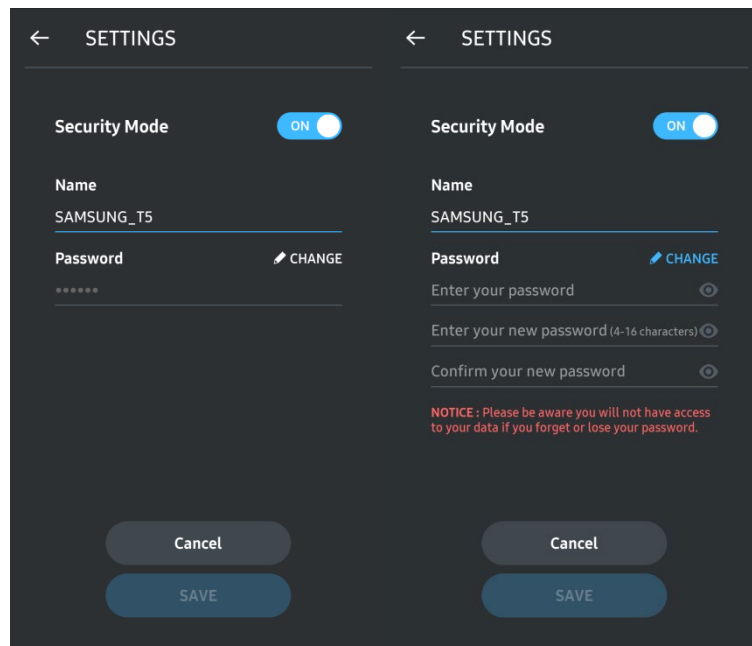 SETTINGS
Security Mode
ON
Name
SAMSUNG_T5
Password
CHANGE
••••••
Cancel
SAVE
SETTINGS
Security Mode
ON
Name
SAMSUNG_T5
Password
CHANGE
Enter your password
Enter your new password (4-16 characters)
Confirm your new password
NOTICE : Please be aware you will not have access
to your data if you forget or lose your password.
Cancel
SAVE